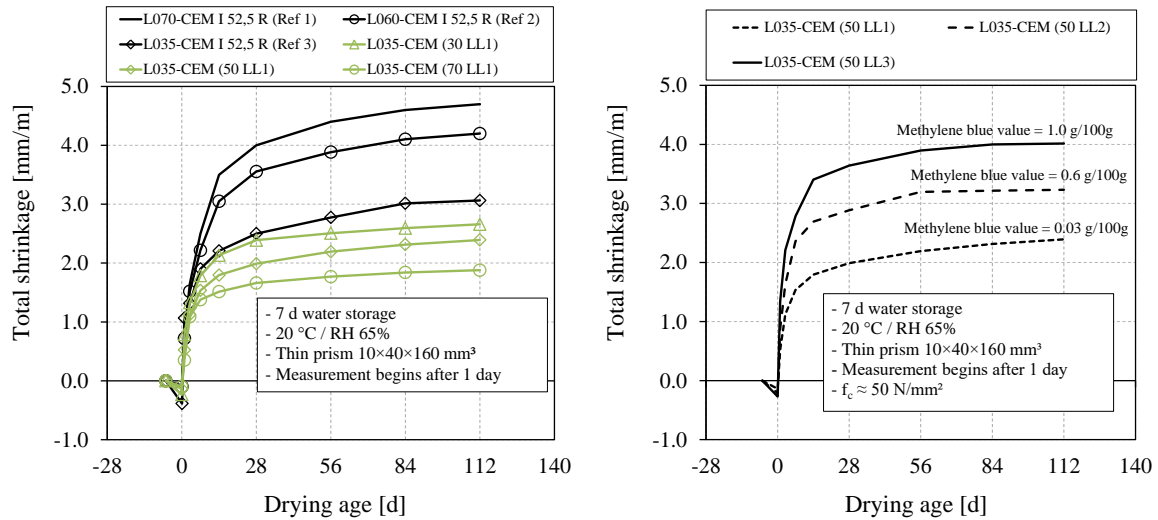 L070-CEM I 52,5 R (Ref 1) L060-CEM I 52,5 R (Ref 2)
L035-CEM I 52,5 R (Ref 3) L035-CEM (30 LL1)
L035-CEM (50 LL1) L035-CEM (70 LL1)
5.0
4.0
3.0
2.0
1.0
0.0
-1.0
Total shrinkage [mm/m]
- 7 d water storage
- 20 °C / RH 65%
- Thin prism 10×40×160 mm³
- Measurement begins after 1 day
-28 0 28 56 84 112 140
Drying age [d]
L035-CEM (50 LL1) L035-CEM (50 LL2)
L035-CEM (50 LL3)
5.0
4.0
3.0
2.0
1.0
0.0
-1.0
Total shrinkage [mm/m]
Methylene blue value = 1.0 g/100g
Methylene blue value = 0.6 g/100g
Methylene blue value = 0.03 g/100g
- 7 d water storage
- 20 °C / RH 65%
- Thin prism 10×40×160 mm³
- Measurement begins after 1 day
- fc ≈ 50 N/mm²
-28 0 28 56 84 112 140
Drying age [d]